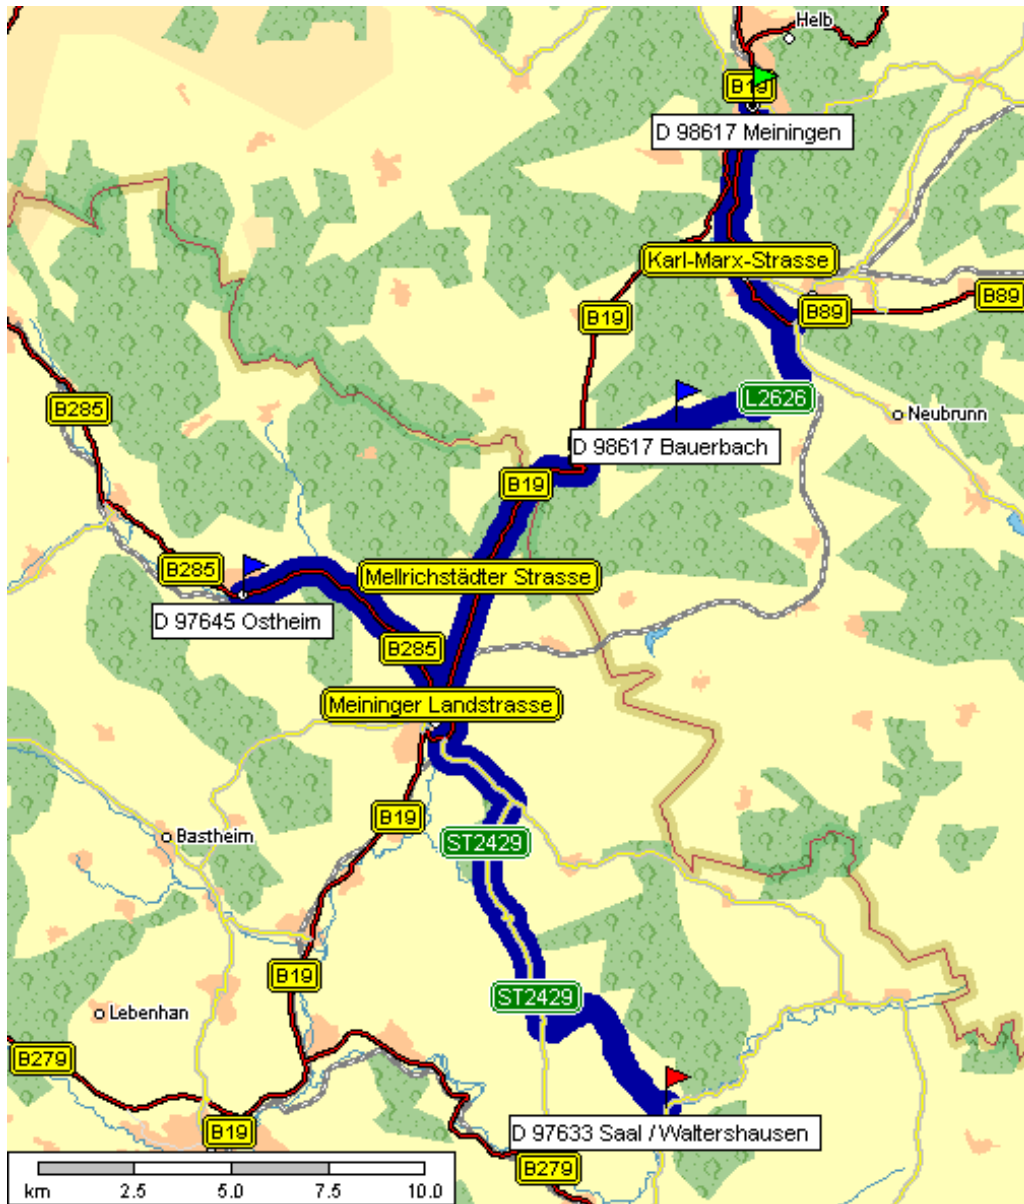 Helb
B19
D 98617 Meiningen
Karl-Marx-Strasse
B89
B89
B19
L2626
B285
Neubrunn
D 98617 Bauerbach
B19
B285
Mellrichstädter Strasse
D 97645 Ostheim
B285
Meininger Landstrasse
B19
Bastheim
ST2429
B19
ST2429
Lebenhan
B279
B19
D 97633 Saal / Waltershausen
B279
km 2.5 5.0 7.5 10.0